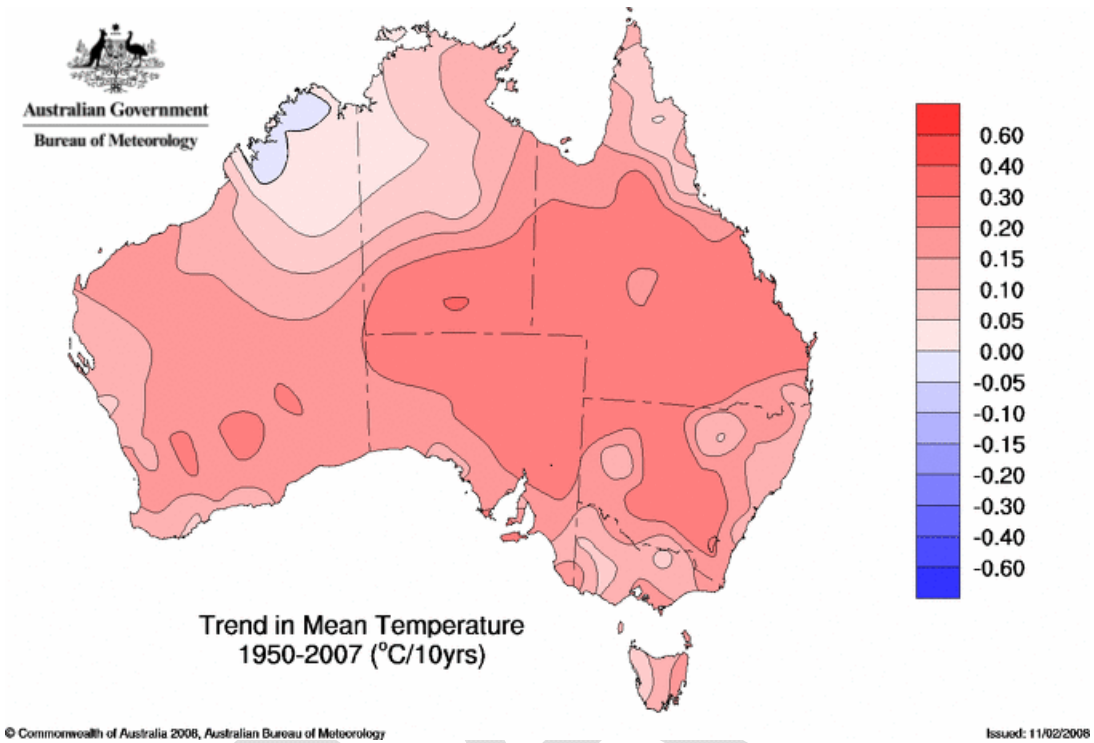 Australian Government
Bureau of Meteorology
0.60
0.40
0.30
0.20
0.15
0.10
0.05
0.00
-0.05
-0.10
-0.15
-0.20
-0.30
-0.40
-0.60
Trend in Mean Temperature
1950-2007 (°C/10yrs)
© Commonwealth of Australia 2008, Australian Bureau of Meteorology
Issued: 11/02/2008